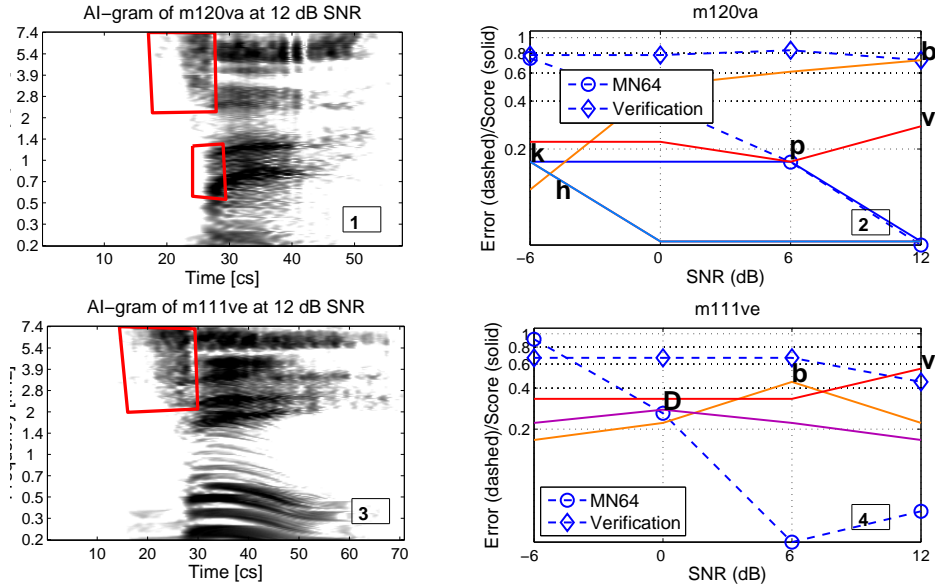 AI−gram of m120va at 12 dB SNR
7.4
5.4
3.9
2.8
2
1.4
1
0.7
0.5
0.3
0.2
1
10 20 30 40 50
Time [cs]
m120va
Error (dashed)/Score (solid)
1
0.8
0.6
0.4
0.2
MN64
Verification
b
v
p
k
h
2
−6 0 6 12
SNR (dB)
AI−gram of m111ve at 12 dB SNR
7.4
5.4
3.9
2.8
2
1.4
1
0.7
0.5
0.3
0.2
3
10 20 30 40 50 60 70
Time [cs]
m111ve
Error (dashed)/Score (solid)
1
0.8
0.6
0.4
0.2
v
b
D
MN64
Verification
4
−6 0 6 12
SNR (dB)